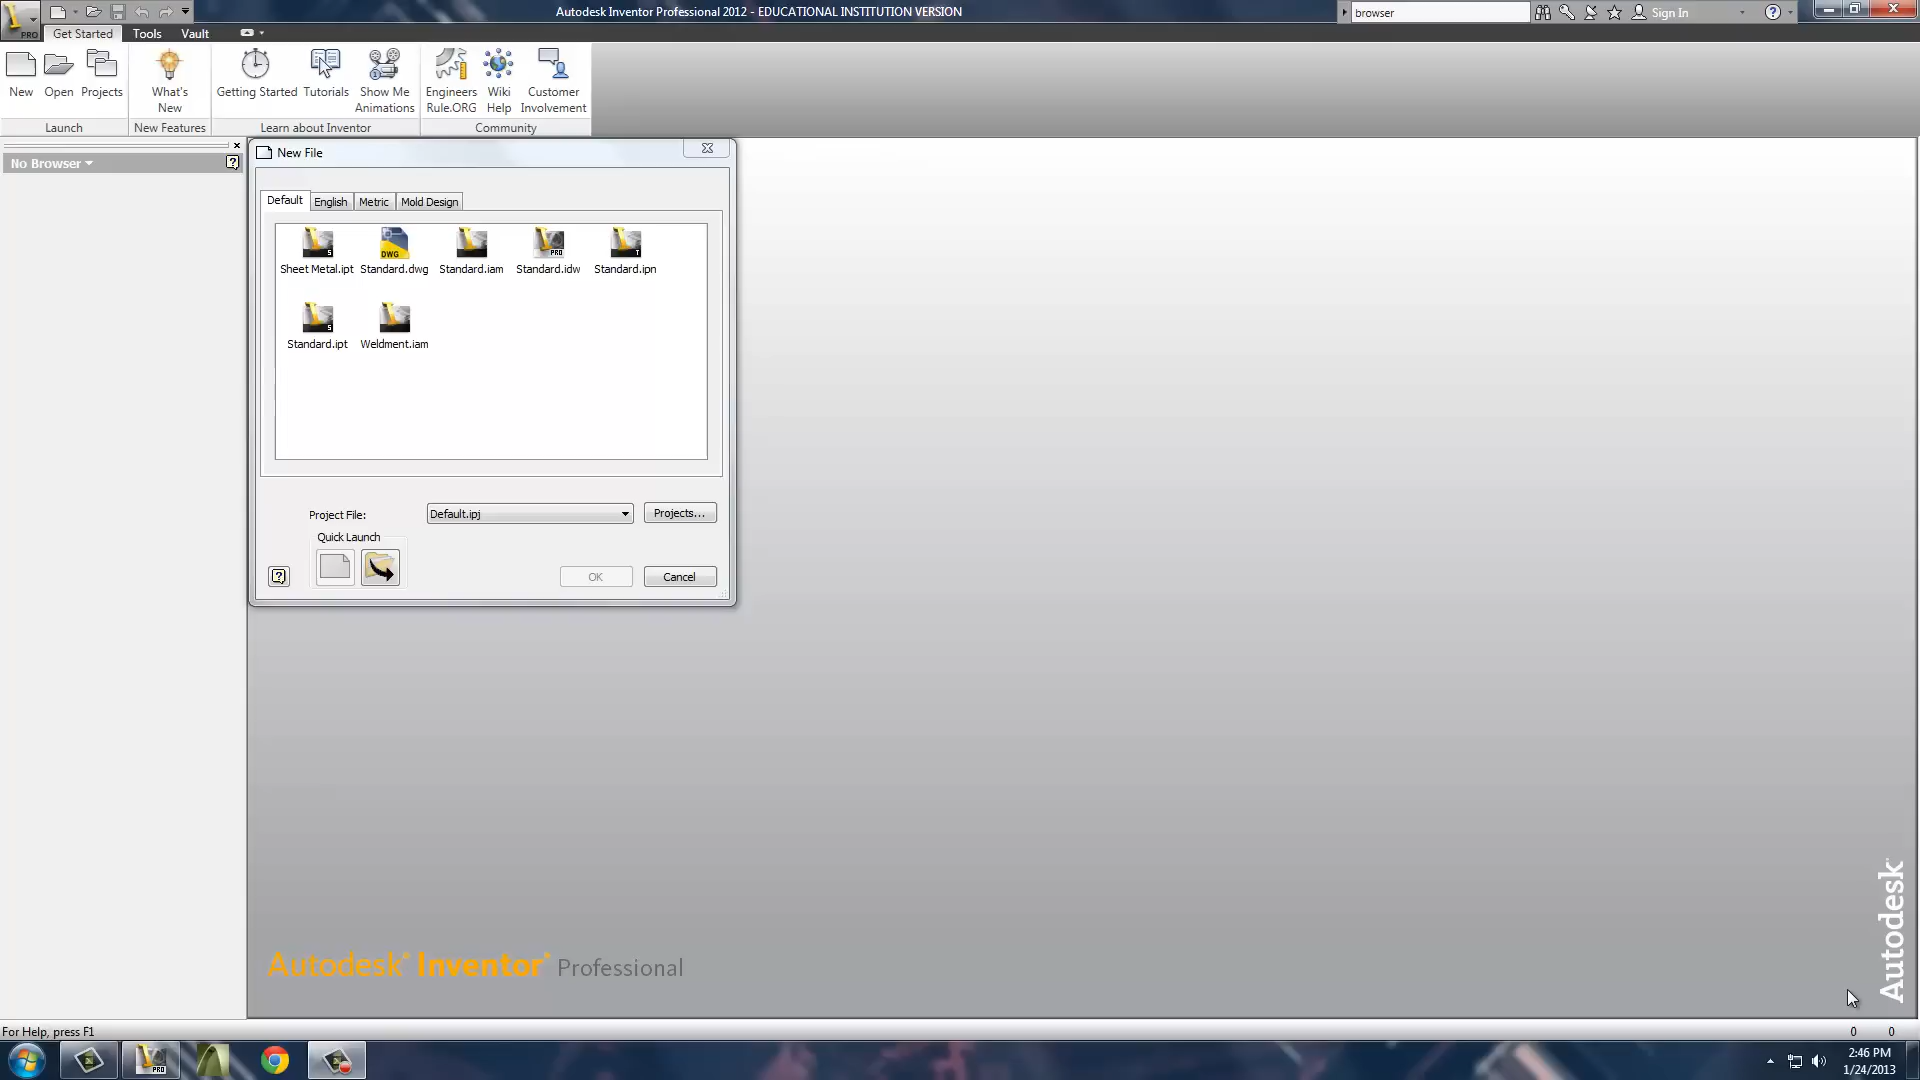 Autodesk Inventor Professional 2012 - EDUCATIONAL INSTITUTION VERSION
browser
Sign In
PRO
Get Started Tools Vault
New Open Projects What's New Getting Started Tutorials Show Me Animations Engineers Rule.ORG Wiki Help Customer Involvement
Launch New Features Learn about Inventor Community
No Browser
New File
Default English Metric Mold Design
Sheet Metal.ipt Standard.dwg Standard.iam Standard.idw Standard.ipn
Standard.ipt Weldment.iam
Project File: Default.ipj Projects...
Quick Launch
OK Cancel
Autodesk Inventor Professional
Autodesk
For Help, press F1
0 0
2:46 PM
1/24/2013